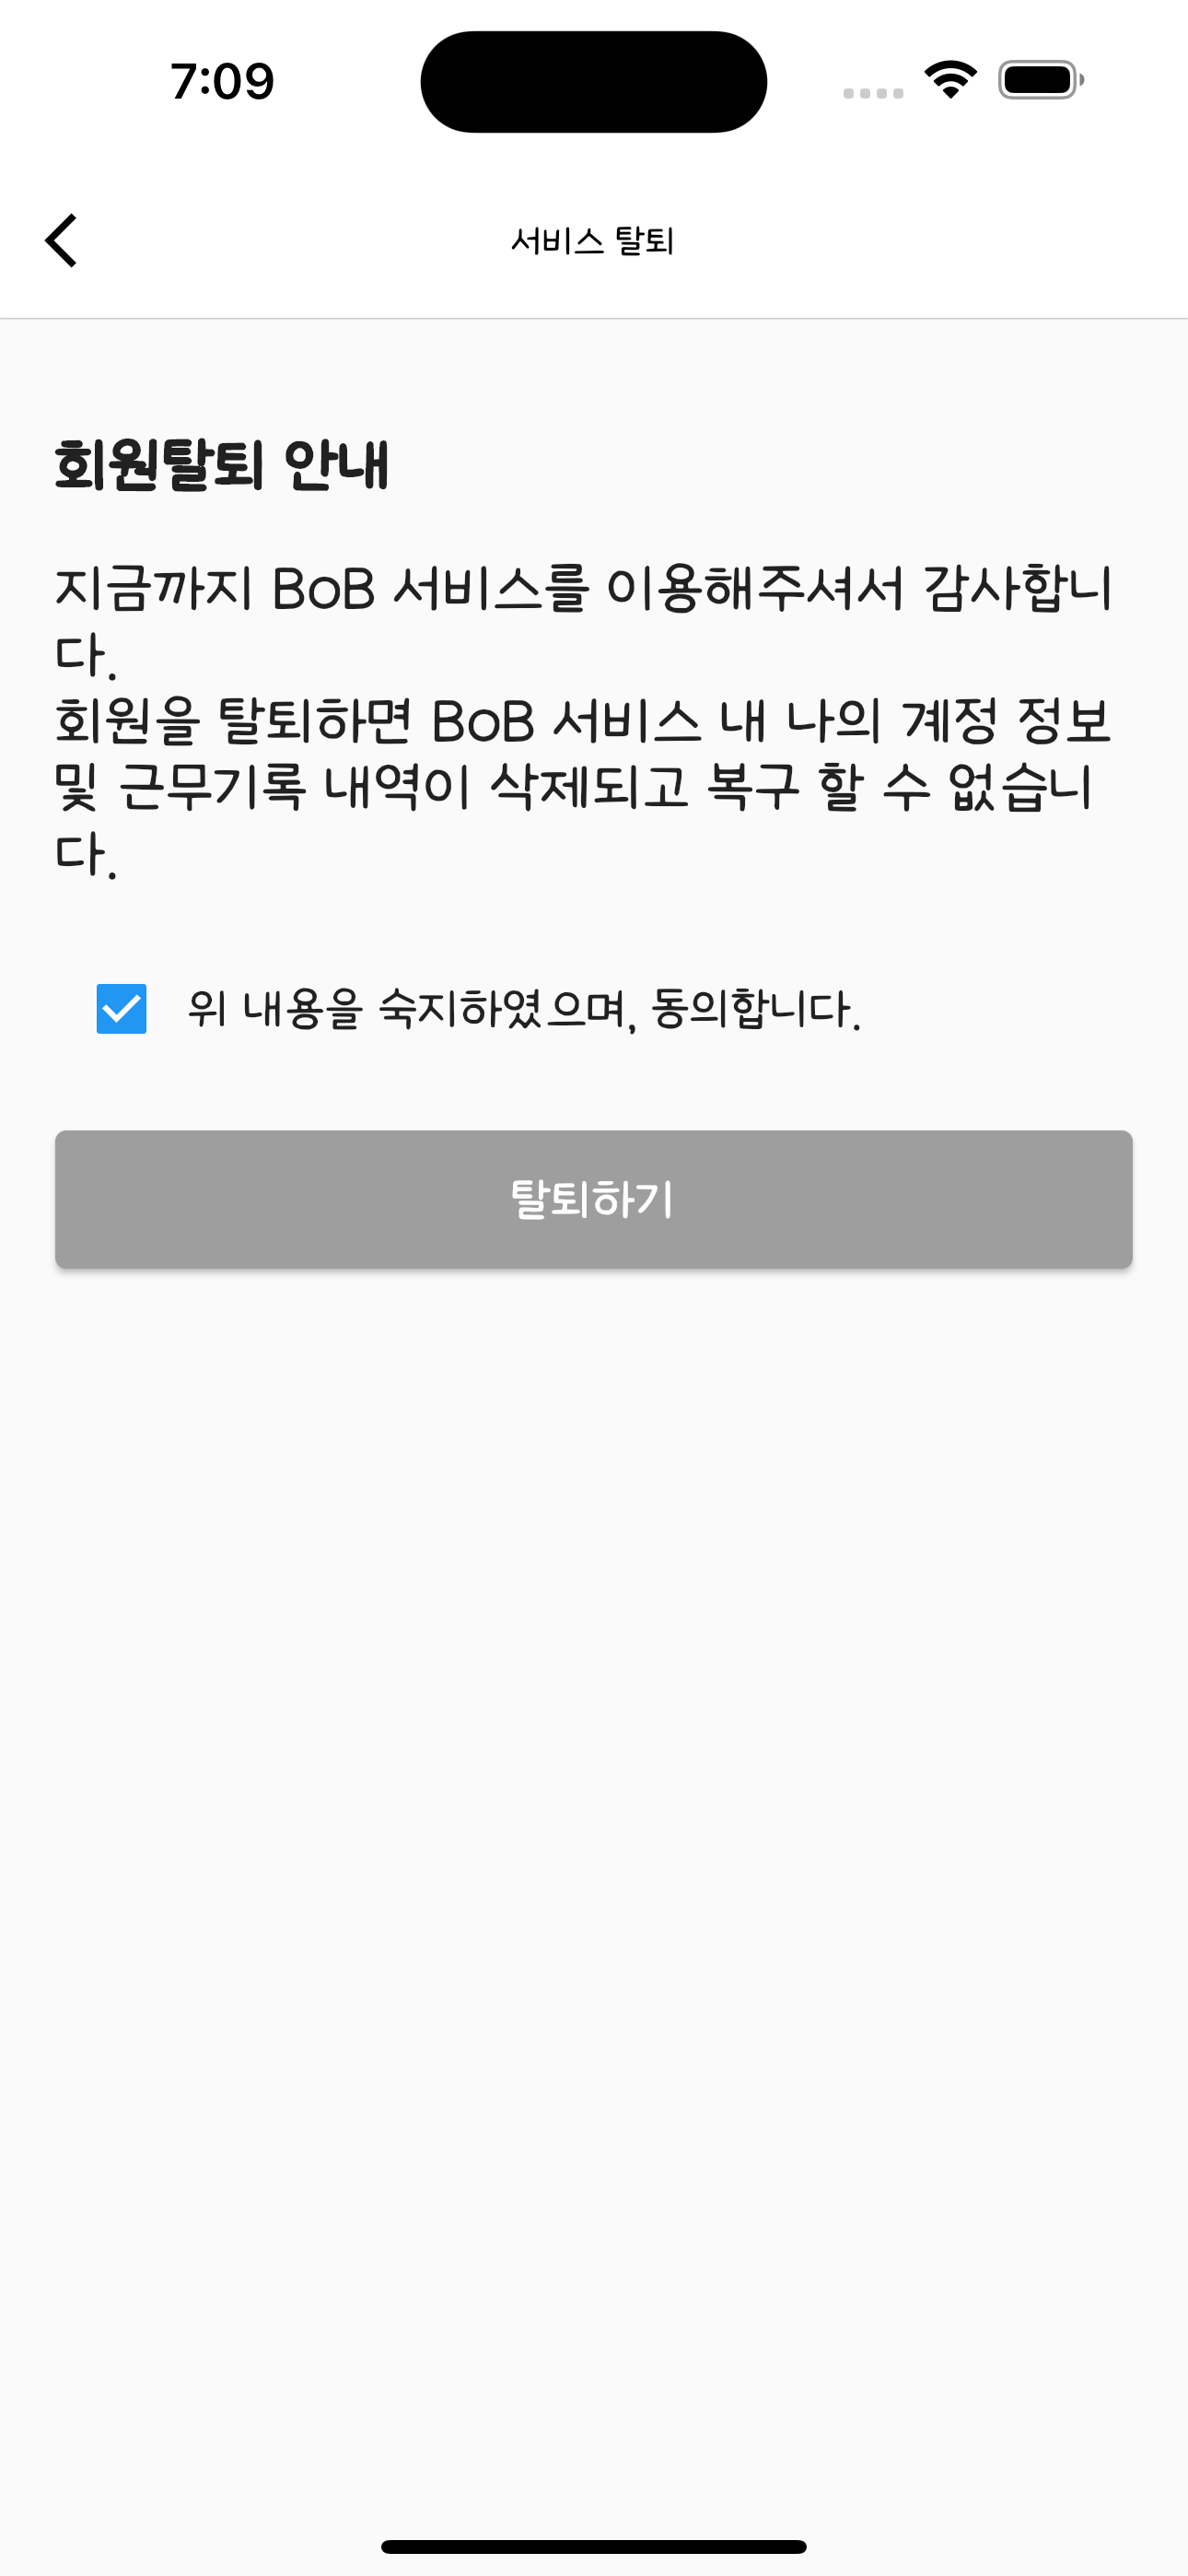 7:09
서비스 탈퇴
회원탈퇴 안내
지금까지 BoB 서비스를 이용해주셔서 감사합니
다.
회원을 탈퇴하면 BoB 서비스 내 나의 계정 정보
및 근무기록 내역이 삭제되고 복구 할 수 없습니
다.
위 내용을 숙지하였으며, 동의합니다.
탈퇴하기